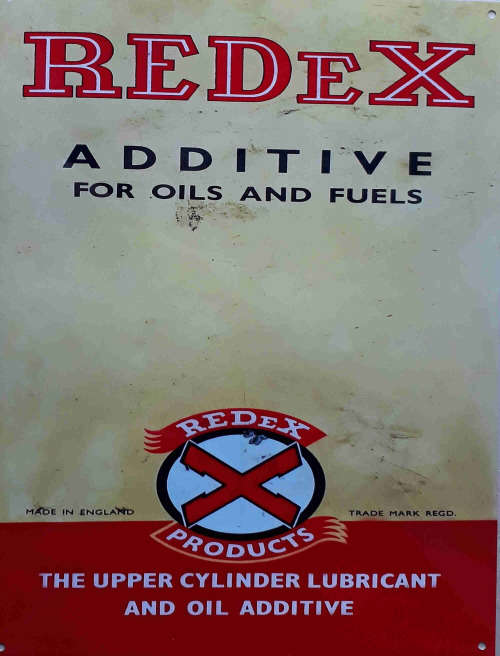 REDeX
ADDITIVE
FOR OILS AND FUELS
REDeX
MADE IN ENGLAND
TRADE MARK REGD.
PRODUCTS
THE UPPER CYLINDER LUBRICANT
AND OIL ADDITIVE